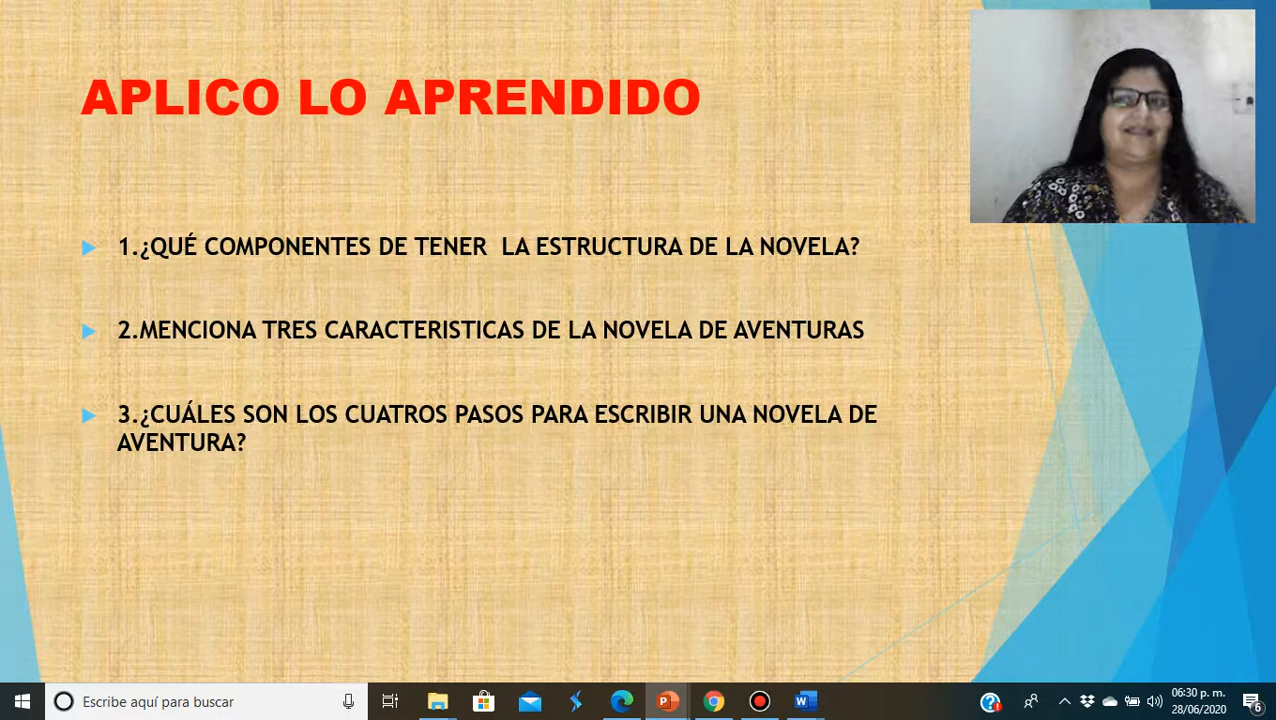 APLICO LO APRENDIDO
1.¿QUÉ COMPONENTES DE TENER LA ESTRUCTURA DE LA NOVELA?
2.MENCIONA TRES CARACTERISTICAS DE LA NOVELA DE AVENTURAS
3.¿CUÁLES SON LOS CUATROS PASOS PARA ESCRIBIR UNA NOVELA DE
AVENTURA?
Escribe aquí para buscar
06:30 p. m.
28/06/2020
6